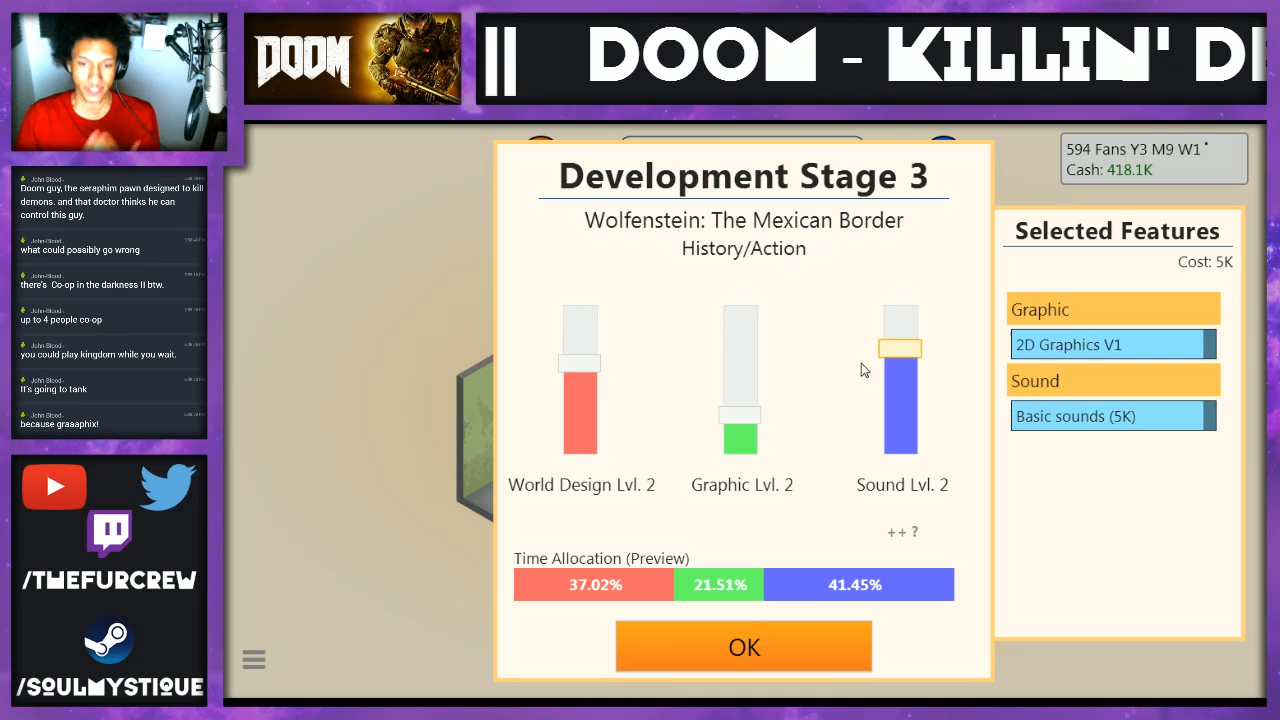 DOOM
|| DOOM - KILLIN' DE
John-Blood-
Doom guy, the seraphim pawn designed to kill
demons. and that doctor thinks he can
control this guy.
John-Blood-
what could possibly go wrong
John-Blood-
there's Co-op in the darkness II btw.
John-Blood-
up to 4 people co-op
John-Blood-
you could play kingdom while you wait.
John-Blood-
It's going to tank
John-Blood-
because graaaphix!
/THEFURCREW
/SOULMYSTIQUE
594 Fans Y3 M9 W1
Cash: 418.1K
Development Stage 3
Wolfenstein: The Mexican Border
History/Action
World Design Lvl. 2
Graphic Lvl. 2
Sound Lvl. 2
++ ?
Time Allocation (Preview)
37.02%
21.51%
41.45%
OK
Selected Features
Cost: 5K
Graphic
2D Graphics V1
Sound
Basic sounds (5K)